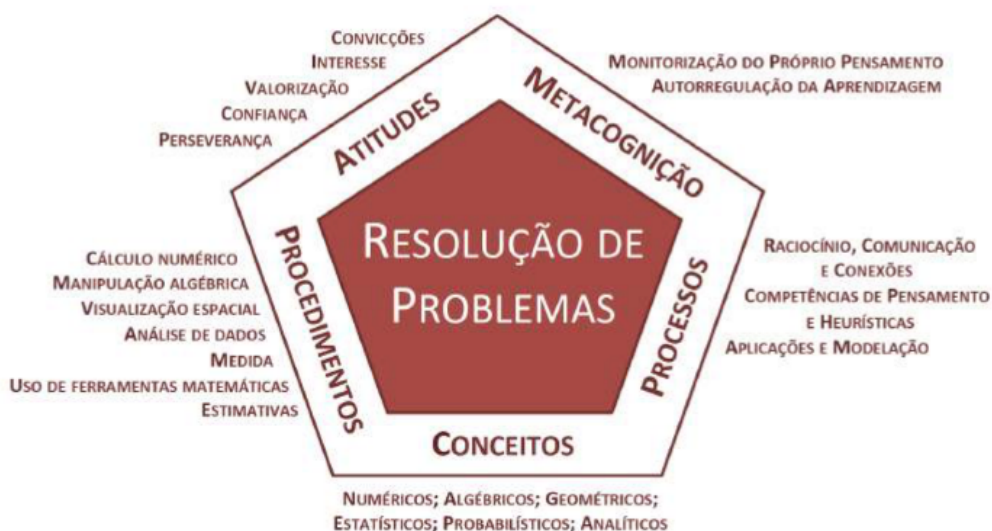 CONVICÇÕES
INTERESSE
VALORIZAÇÃO
CONFIANÇA
PERSEVERANÇA
ATITUDES
METACOGNIÇÃO
MONITORIZAÇÃO DO PRÓPRIO PENSAMENTO
AUTORREGULAÇÃO DA APRENDIZAGEM
CÁLCULO NUMÉRICO
MANIPULAÇÃO ALGÉBRICA
VISUALIZAÇÃO ESPACIAL
ANÁLISE DE DADOS
MEDIDA
USO DE FERRAMENTAS MATEMÁTICAS
ESTIMATIVAS
PROCEDIMENTOS
RESOLUÇÃO DE
PROBLEMAS
PROCESSOS
RACIOCÍNIO, COMUNICAÇÃO
E CONEXÕES
COMPETÊNCIAS DE PENSAMENTO
E HEURÍSTICAS
APLICAÇÕES E MODELAÇÃO
CONCEITOS
NUMÉRICOS; ALGÉBRICOS; GEOMÉTRICOS;
ESTATÍSTICOS; PROBABILÍSTICOS; ANALÍTICOS